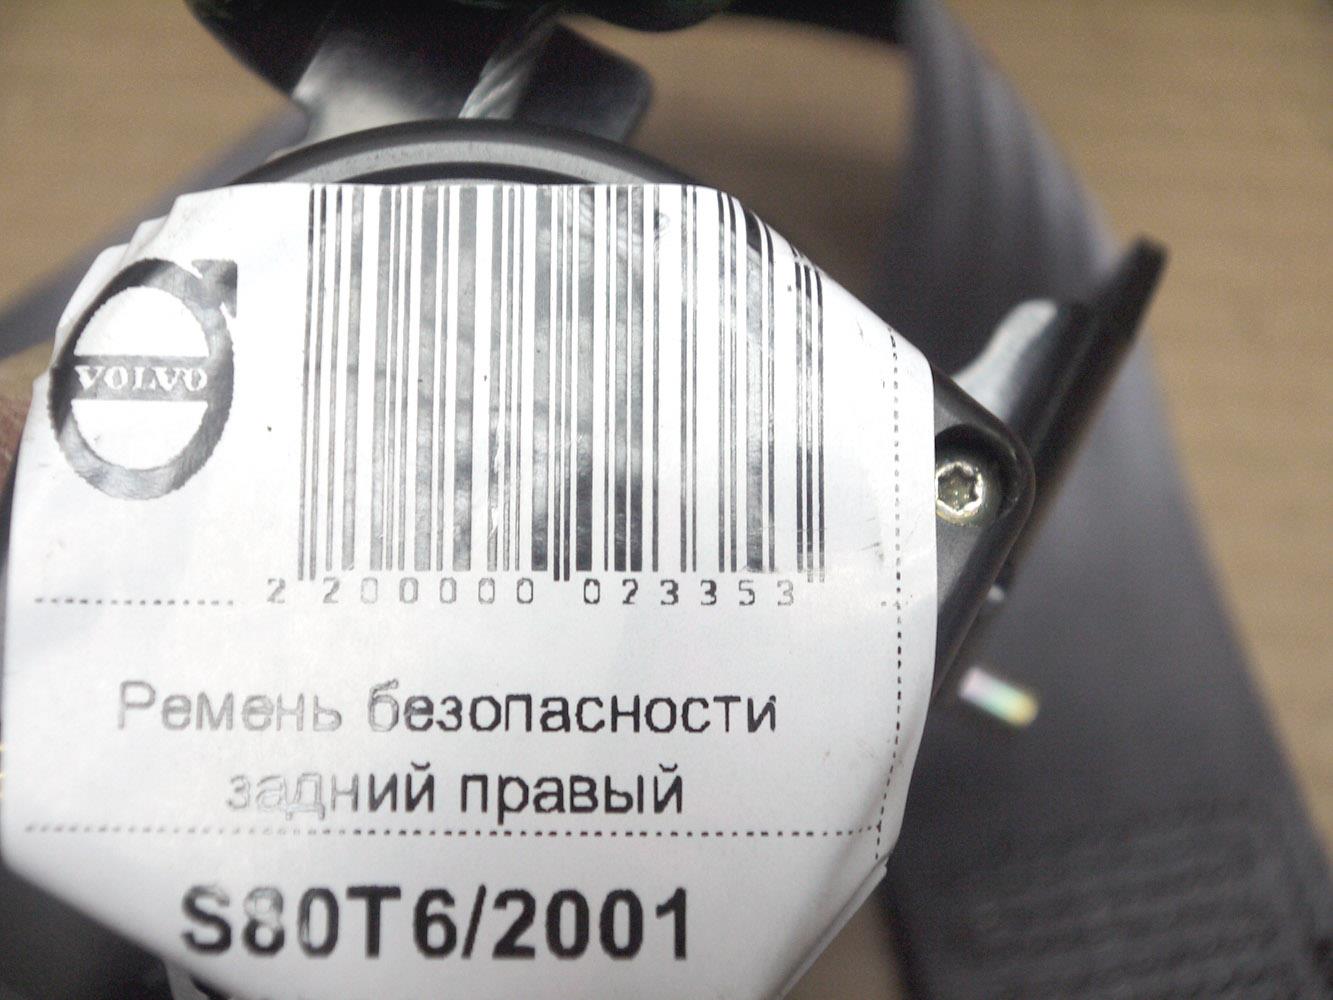 VOLVO
2 200000 023353
Ремень безопасности
задний правый
S80T6/2001